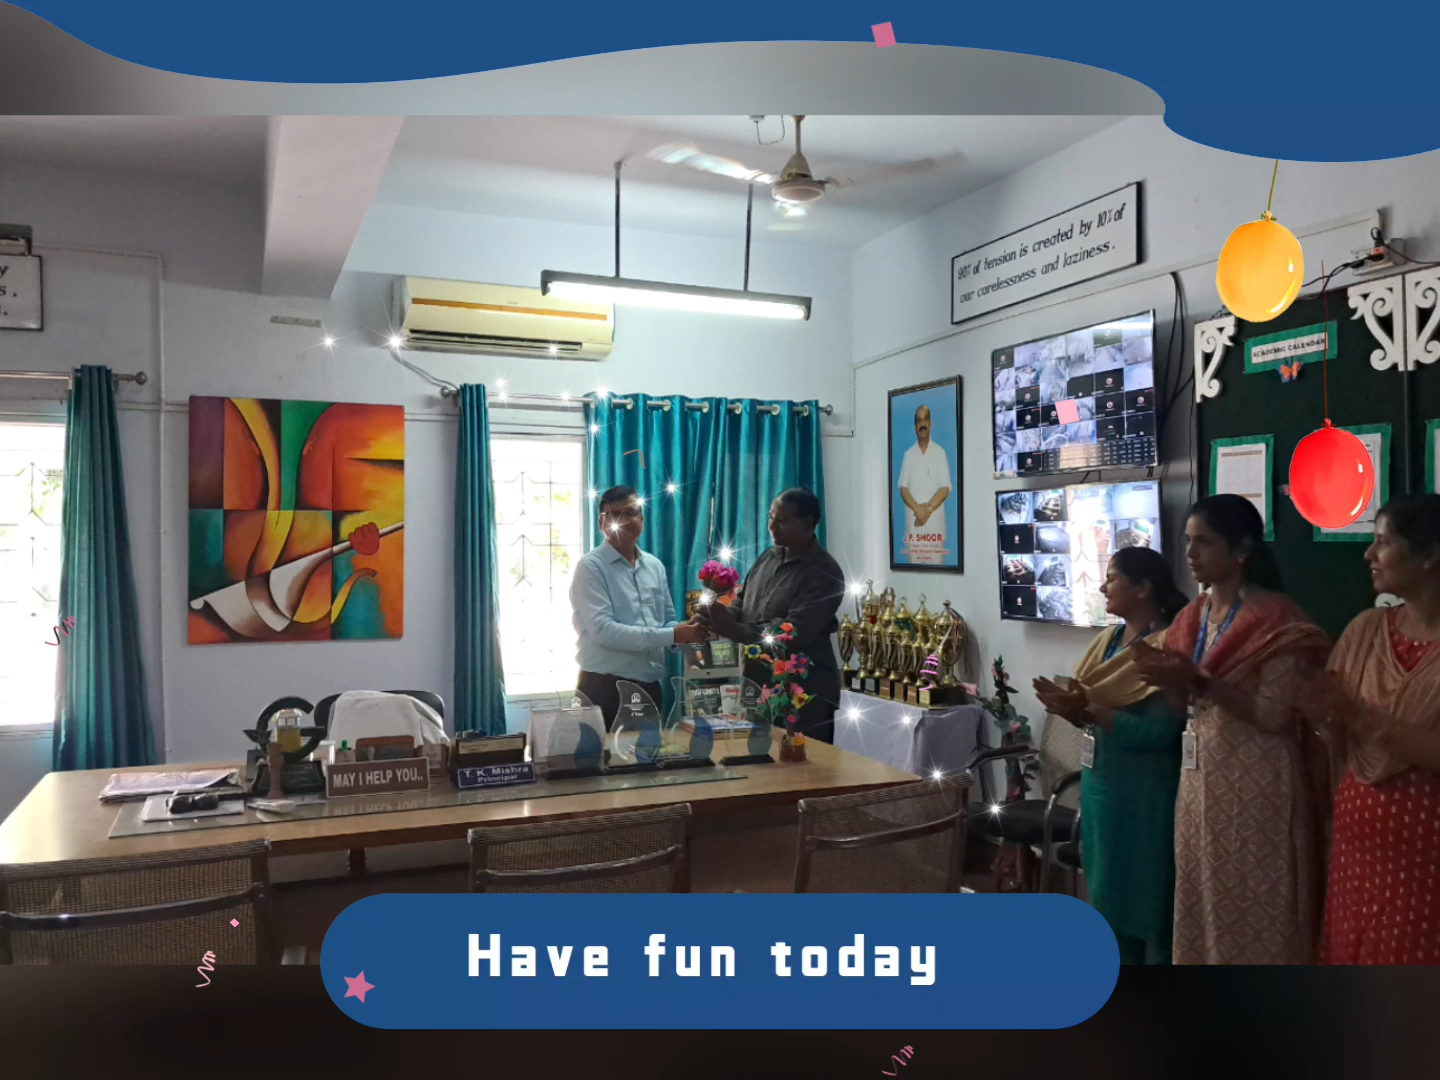 90% of tension is created by 10% of
our carelessness and laziness.
ACADEMIC CALENDAR
J.P. SHOOR
MAY I HELP YOU..
T. K. Mishra
Principal
Have fun today